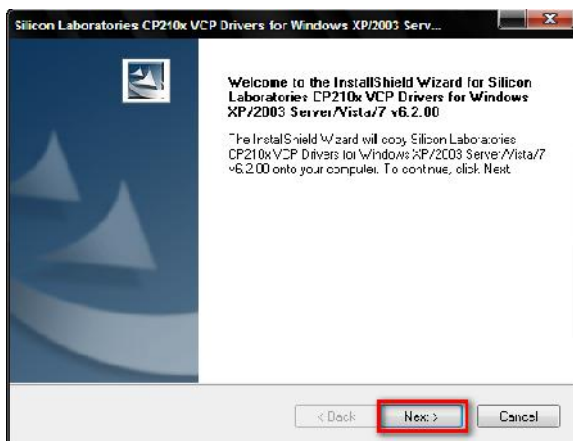 Silicon Laboratories CP210x VCP Drivers for Windows XP/2003 Serv...
Welcome to the InstallShield Wizard for Silicon
Laboratories CP210x VCP Drivers for Windows
XP/2003 Server/Vista/7 v6.2.00
The InstallShield Wizard will copy Silicon Laboratories
CP210x VCP Drivers for Windows XP/2003 Server/Vista/7
v6.2.00 onto your computer. To continue, click Next.
< Back
Next >
Cancel